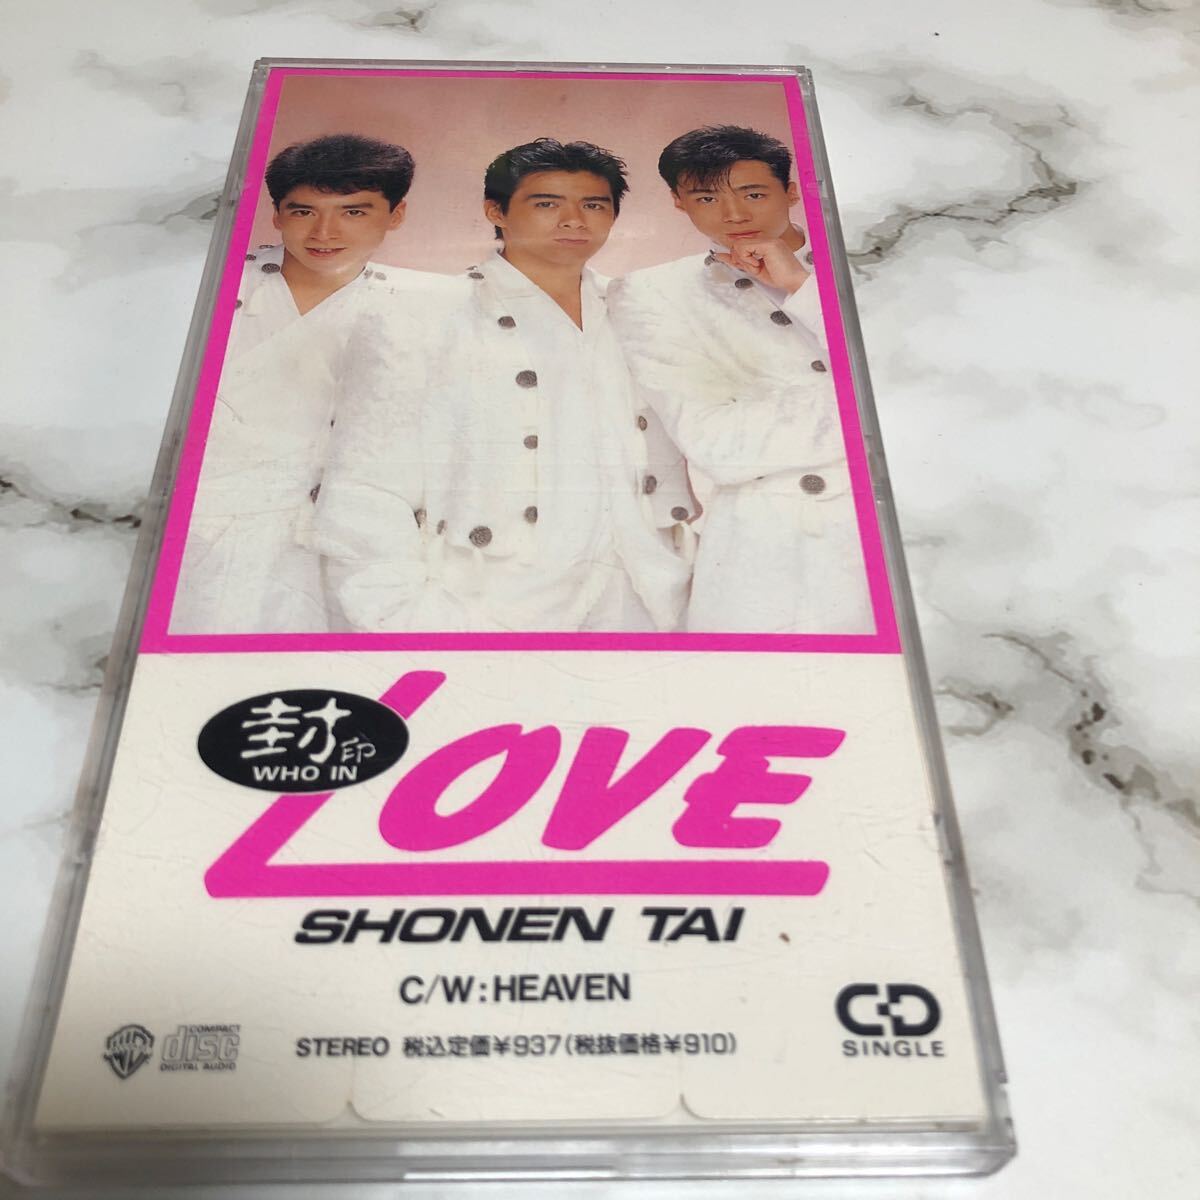 封印
WHO IN
LOVE
SHONEN TAI
C/W:HEAVEN
COMPACT
disc
DIGITAL AUDIO
STEREO 税込定価¥937(税抜価格¥910)
CD
SINGLE